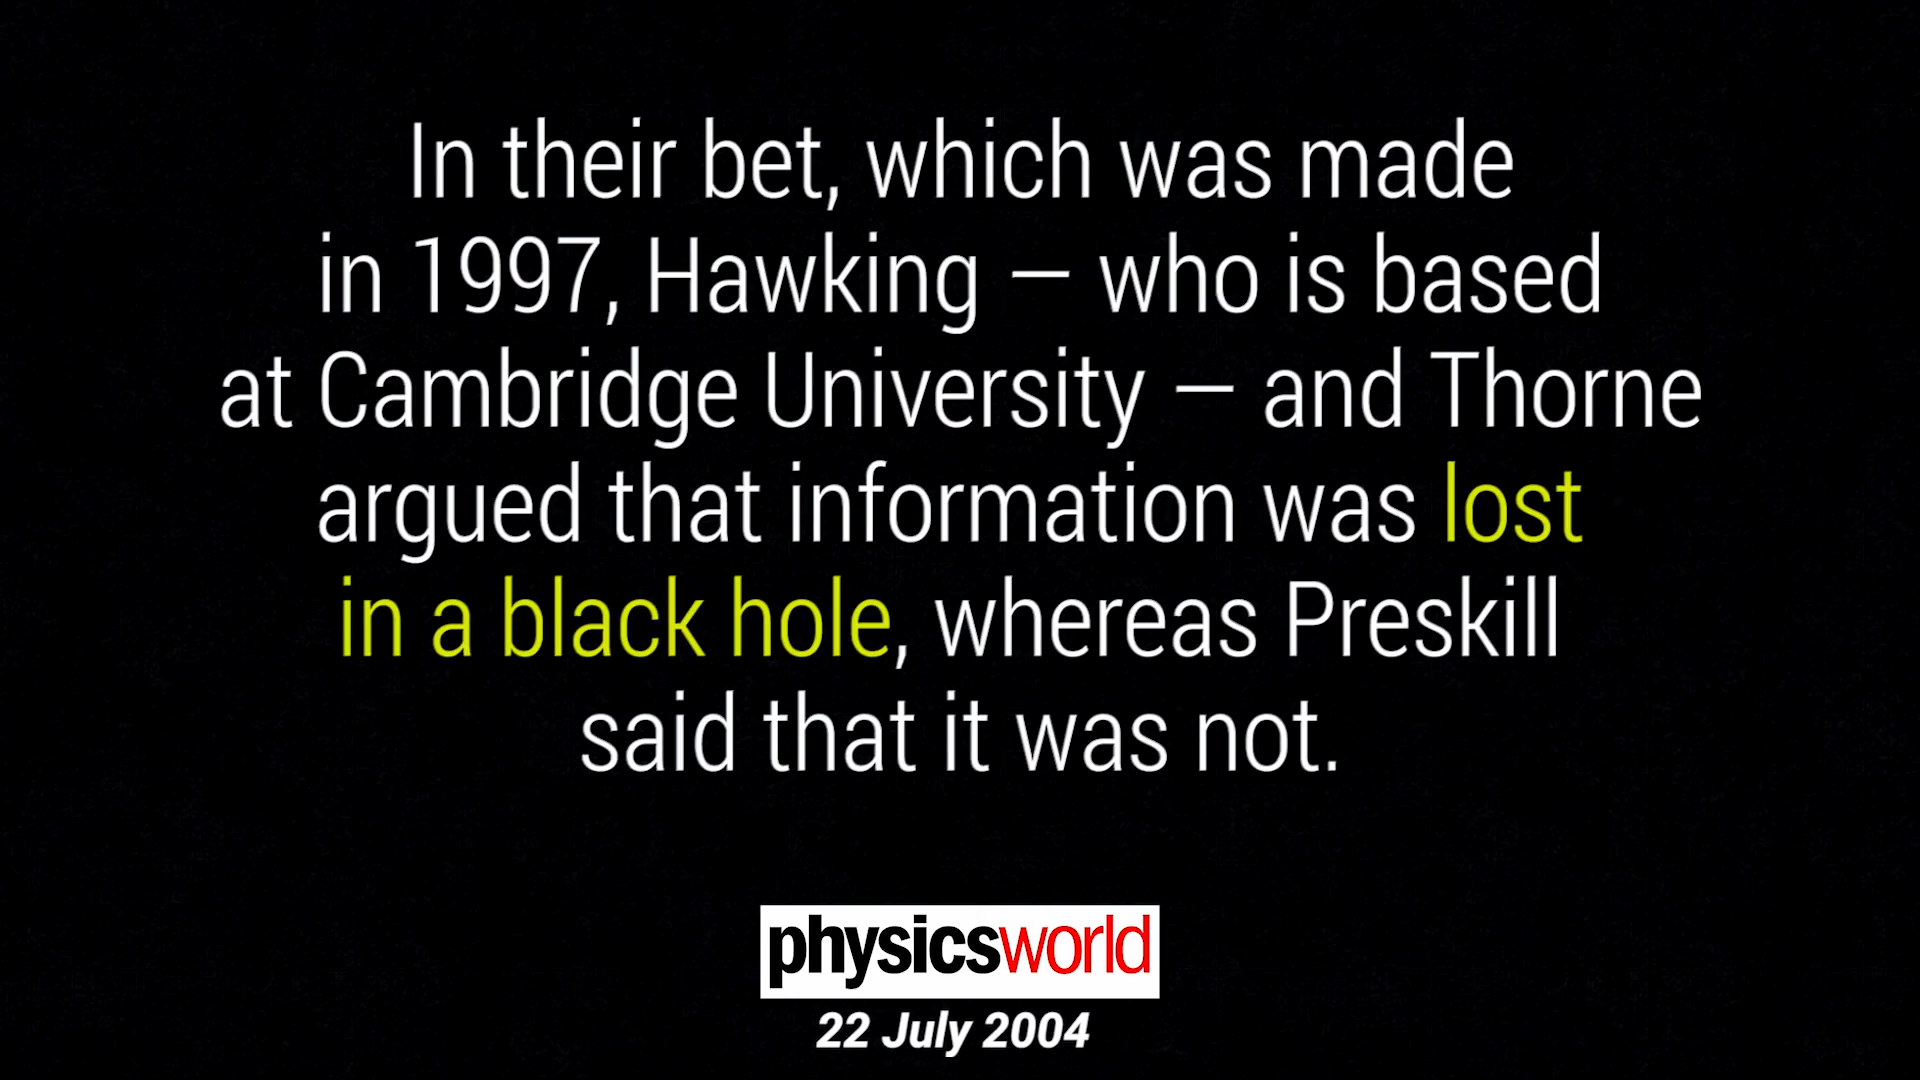 In their bet, which was made
in 1997, Hawking — who is based
at Cambridge University — and Thorne
argued that information was lost
in a black hole, whereas Preskill
said that it was not.
physicsworld
22 July 2004